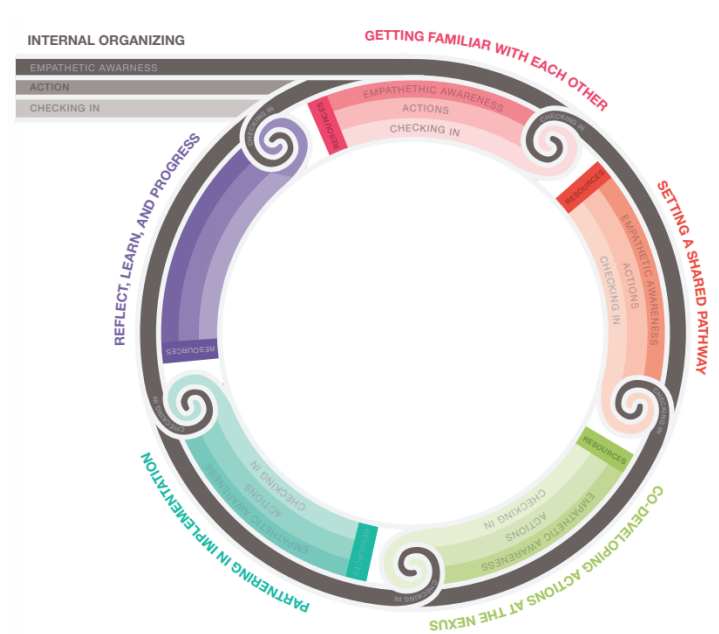 INTERNAL ORGANIZING
EMPATHETIC AWARNESS
ACTION
CHECKING IN
GETTING FAMILIAR WITH EACH OTHER
RESOURCES
EMPATHETHIC AWARENESS
ACTIONS
CHECKING IN
CHECKING IN
SETTING A SHARED PATHWAY
RESOURCES
EMPATHETIC AWARENESS
ACTIONS
CHECKING IN
CHECKING IN
CO-DEVELOPING ACTIONS AT THE NEXUS
RESOURCES
EMPATHETIC AWARENESS
ACTIONS
CHECKING IN
CHECKING IN
PARTNERING IN IMPLEMENTATION
RESOURCES
EMPATHETIC AWARENESS
ACTIONS
CHECKING IN
CHECKING IN
REFLECT, LEARN, AND PROGRESS
RESOURCES
CHECKING IN